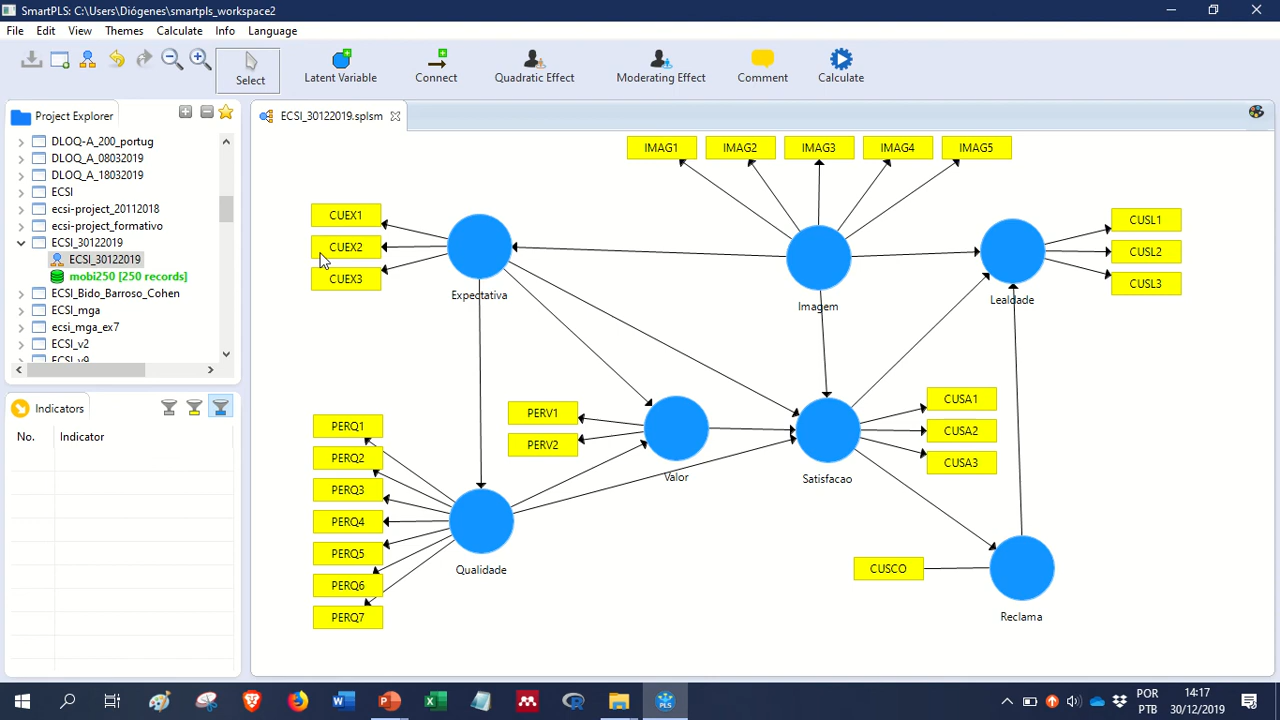 SmartPLS: C:\Users\Diógenes\smartpls_workspace2
File Edit View Themes Calculate Info Language
Select
Latent Variable
Connect
Quadratic Effect
Moderating Effect
Comment
Calculate
Project Explorer
DLOQ-A_200_portug
DLOQ_A_08032019
DLOQ_A_18032019
ECSI
ecsi-project_20112018
ecsi-project_formativo
ECSI_30122019
ECSI_30122019
mobi250 [250 records]
ECSI_Bido_Barroso_Cohen
ECSI_mga
ecsi_mga_ex7
ECSI_v2
ECSI_v9
Indicators
No. Indicator
ECSI_30122019.splsm
IMAG1 IMAG2 IMAG3 IMAG4 IMAG5
CUEX1
CUEX2
CUEX3
Expectativa
Imagem
Lealdade
CUSL1
CUSL2
CUSL3
PERV1
PERV2
Valor
Satisfacao
CUSA1
CUSA2
CUSA3
PERQ1
PERQ2
PERQ3
PERQ4
PERQ5
PERQ6
PERQ7
Qualidade
CUSCO
Reclama
PLS
POR
PTB
14:17
30/12/2019